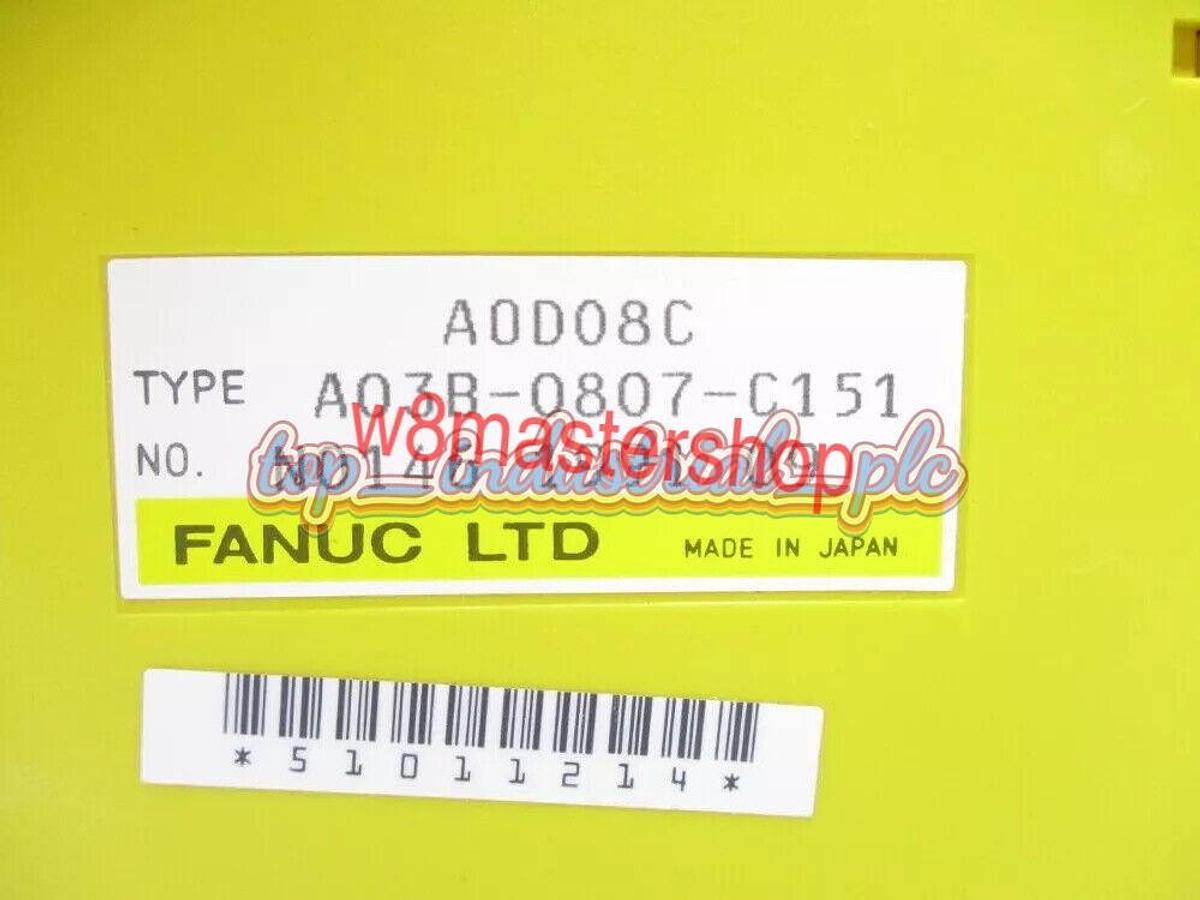 A0D08C
TYPE A03B-0807-C151
NO.
w8mastershop
top_industrial_plc
FANUC LTD MADE IN JAPAN
*51011214*